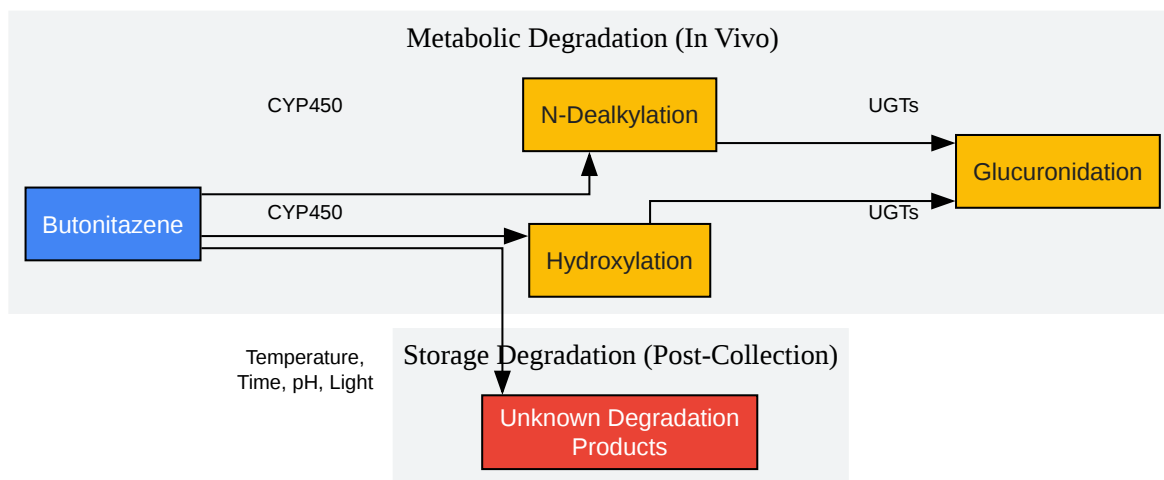 Metabolic Degradation (In Vivo)
CYP450
N-Dealkylation
UGTs
Glucuronidation
Butonitazene
CYP450
UGTs
Hydroxylation
Temperature,
Time, pH, Light
Storage Degradation (Post-Collection)
Unknown Degradation
Products